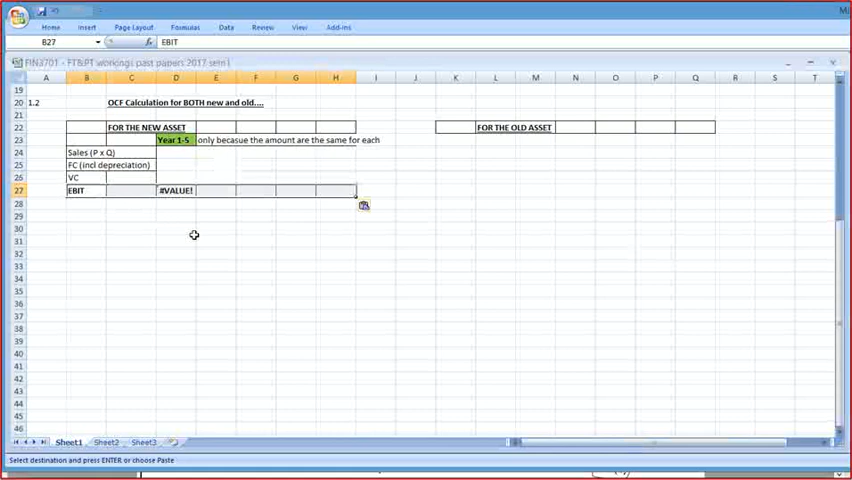 Home Insert Page Layout Formulas Data Review View Add-Ins
B27 EBIT
FIN3701 - FT&PT working past papers 2017 sem I
A B C D E F G H I J K L M N O P Q R S T
19
20 1.2 OCF Calculation for BOTH new and old....
21
22 FOR THE NEW ASSET FOR THE OLD ASSET
23 Year 1-5 only becasue the amount are the same for each
24 Sales (P x Q)
25 FC (incl depreciation)
26 VC
27 EBIT #VALUE!
28
29
30
31
32
33
34
35
36
37
38
39
40
41
42
43
44
45
46
Sheet1 Sheet2 Sheet3
Select destination and press ENTER or choose Paste